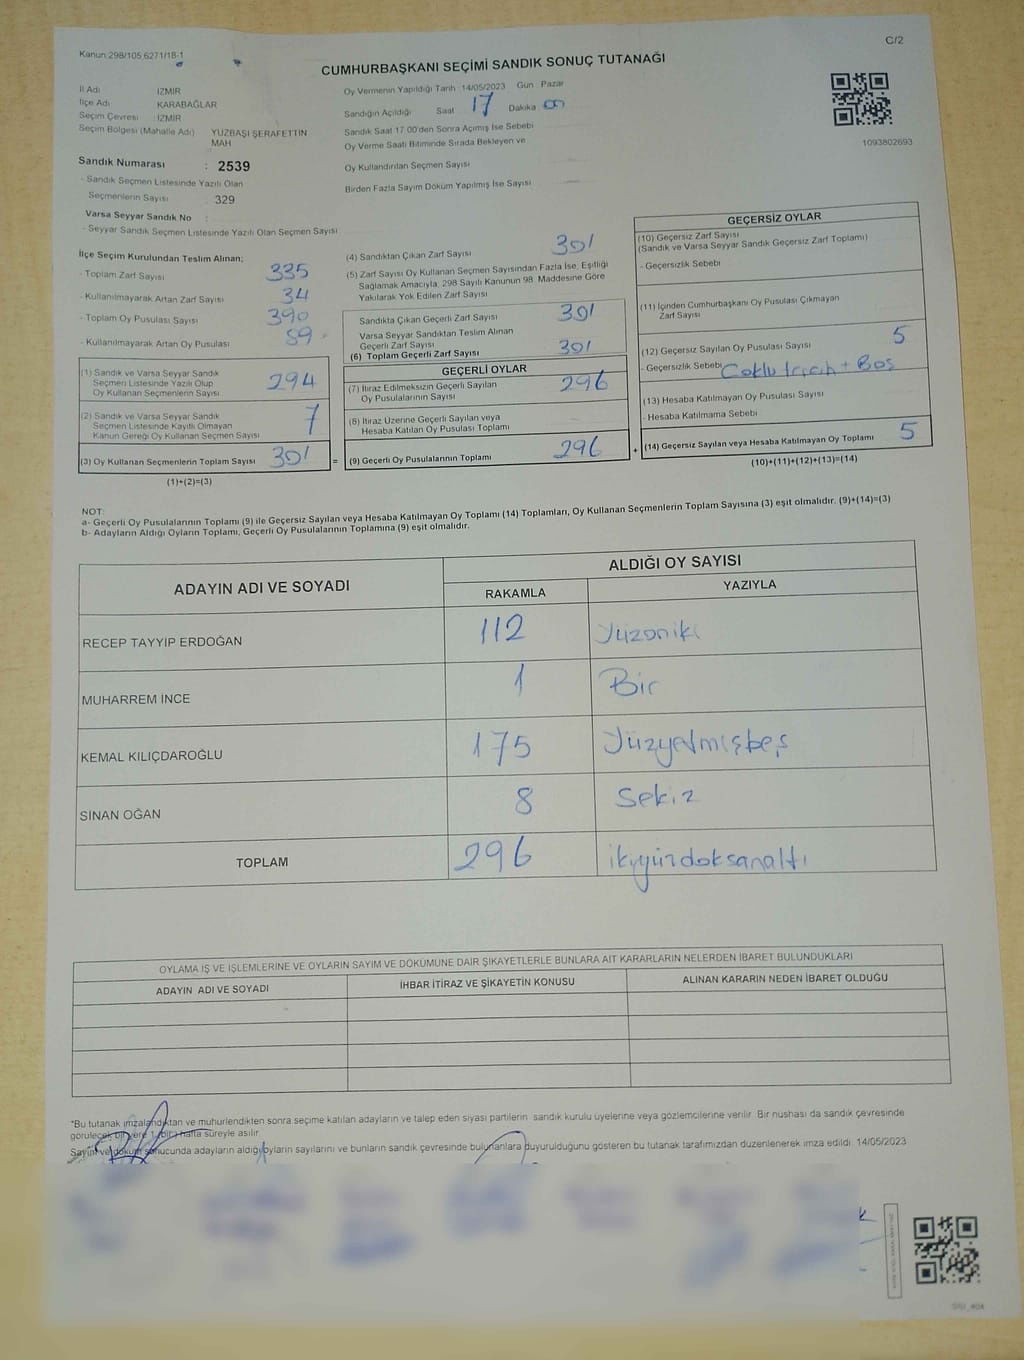 Kanun 298/105,6271/18-1
C/2
CUMHURBAŞKANI SEÇİMİ SANDIK SONUÇ TUTANAĞI
İl Adı İZMİR
İlçe Adı KARABAĞLAR
Seçim Çevresi : İZMİR
Seçim Bölgesi (Mahalle Adı) YÜZBAŞI ŞERAFETTİN MAH
Sandık Numarası : 2539
- Sandık Seçmen Listesinde Yazılı Olan
Seçmenlerin Sayısı : 329
Varsa Seyyar Sandık No :
- Seyyar Sandık Seçmen Listesinde Yazılı Olan Seçmen Sayısı
Oy Vermenin Yapıldığı Tarih : 14/05/2023 Gün : Pazar
Sandığın Açıldığı Saat 17 Dakika 00
Sandık Saat 17.00'den Sonra Açılmış İse Sebebi
Oy Verme Saati Bitiminde Sırada Bekleyen ve
Oy Kullandırılan Seçmen Sayısı
Birden Fazla Sayım Döküm Yapılmış İse Sayısı
1093802693
İlçe Seçim Kurulundan Teslim Alınan;
- Toplam Zarf Sayısı 335
- Kullanılmayarak Artan Zarf Sayısı 34
- Toplam Oy Pusulası Sayısı 390
- Kullanılmayarak Artan Oy Pusulası 89
(1) Sandık ve Varsa Seyyar Sandık
Seçmen Listesinde Yazılı Olup
Oy Kullanan Seçmenlerin Sayısı 294
(2) Sandık ve Varsa Seyyar Sandık
Seçmen Listesinde Kayıtlı Olmayan
Kanun Gereği Oy Kullanan Seçmen Sayısı 7
(3) Oy Kullanan Seçmenlerin Toplam Sayısı 301
(1)+(2)=(3)
(4) Sandıktan Çıkan Zarf Sayısı 301
(5) Zarf Sayısı Oy Kullanan Seçmen Sayısından Fazla İse, Eşitliği
Sağlamak Amacıyla, 298 Sayılı Kanunun 98. Maddesine Göre
Yakılarak Yok Edilen Zarf Sayısı
Sandıkta Çıkan Geçerli Zarf Sayısı 301
Varsa Seyyar Sandıktan Teslim Alınan
Geçerli Zarf Sayısı
(6) Toplam Geçerli Zarf Sayısı 301
GEÇERLİ OYLAR
(7) İtiraz Edilmeksizin Geçerli Sayılan
Oy Pusulalarının Sayısı 296
(8) İtiraz Üzerine Geçerli Sayılan veya
Hesaba Katılan Oy Pusulası Toplamı
= (9) Geçerli Oy Pusulalarının Toplamı 296
GEÇERSİZ OYLAR
(10) Geçersiz Zarf Sayısı
(Sandık ve Varsa Seyyar Sandık Geçersiz Zarf Toplamı)
- Geçersizlik Sebebi
(11) İçinden Cumhurbaşkanı Oy Pusulası Çıkmayan
Zarf Sayısı
(12) Geçersiz Sayılan Oy Pusulası Sayısı 5
- Geçersizlik Sebebi + Boş
(13) Hesaba Katılmayan Oy Pusulası Sayısı
- Hesaba Katılmama Sebebi
+ (14) Geçersiz Sayılan veya Hesaba Katılmayan Oy Toplamı 5
(10)+(11)+(12)+(13)=(14)
NOT:
a- Geçerli Oy Pusulalarının Toplamı (9) ile Geçersiz Sayılan veya Hesaba Katılmayan Oy Toplamı (14) Toplamları, Oy Kullanan Seçmenlerin Toplam Sayısına (3) eşit olmalıdır. (9)+(14)=(3)
b- Adayların Aldığı Oyların Toplamı, Geçerli Oy Pusulalarının Toplamına (9) eşit olmalıdır.
ADAYIN ADI VE SOYADI ALDIĞI OY SAYISI
RAKAMLA YAZIYLA
RECEP TAYYİP ERDOĞAN 112 Yüzoniki
MUHARREM İNCE 1 Bir
KEMAL KILIÇDAROĞLU 175 Yüzyetmişbeş
SİNAN OĞAN 8 Sekiz
TOPLAM 296 ikiyüzdoksanaltı
OYLAMA İŞ VE İŞLEMLERİNE VE OYLARIN SAYIM VE DÖKÜMÜNE DAİR ŞİKAYETLERLE BUNLARA AİT KARARLARIN NELERDEN İBARET BULUNDUKLARI
ADAYIN ADI VE SOYADI İHBAR İTİRAZ VE ŞİKAYETİN KONUSU ALINAN KARARIN NEDEN İBARET OLDUĞU
*Bu tutanak imzalandıktan ve mühürlendikten sonra seçime katılan adayların ve talep eden siyasi partilerin sandık kurulu üyelerine veya gözlemcilerine verilir. Bir nüshası da sandık çevresinde
görülecek bir yere 1 (bir) hafta süreyle asılır.
Sayım ve döküm sonucunda adayların aldığı oyların sayılarını ve bunların sandık çevresinde bulunanlara duyurulduğunu gösteren bu tutanak tarafımızdan düzenlenerek imza edildi. 14/05/2023